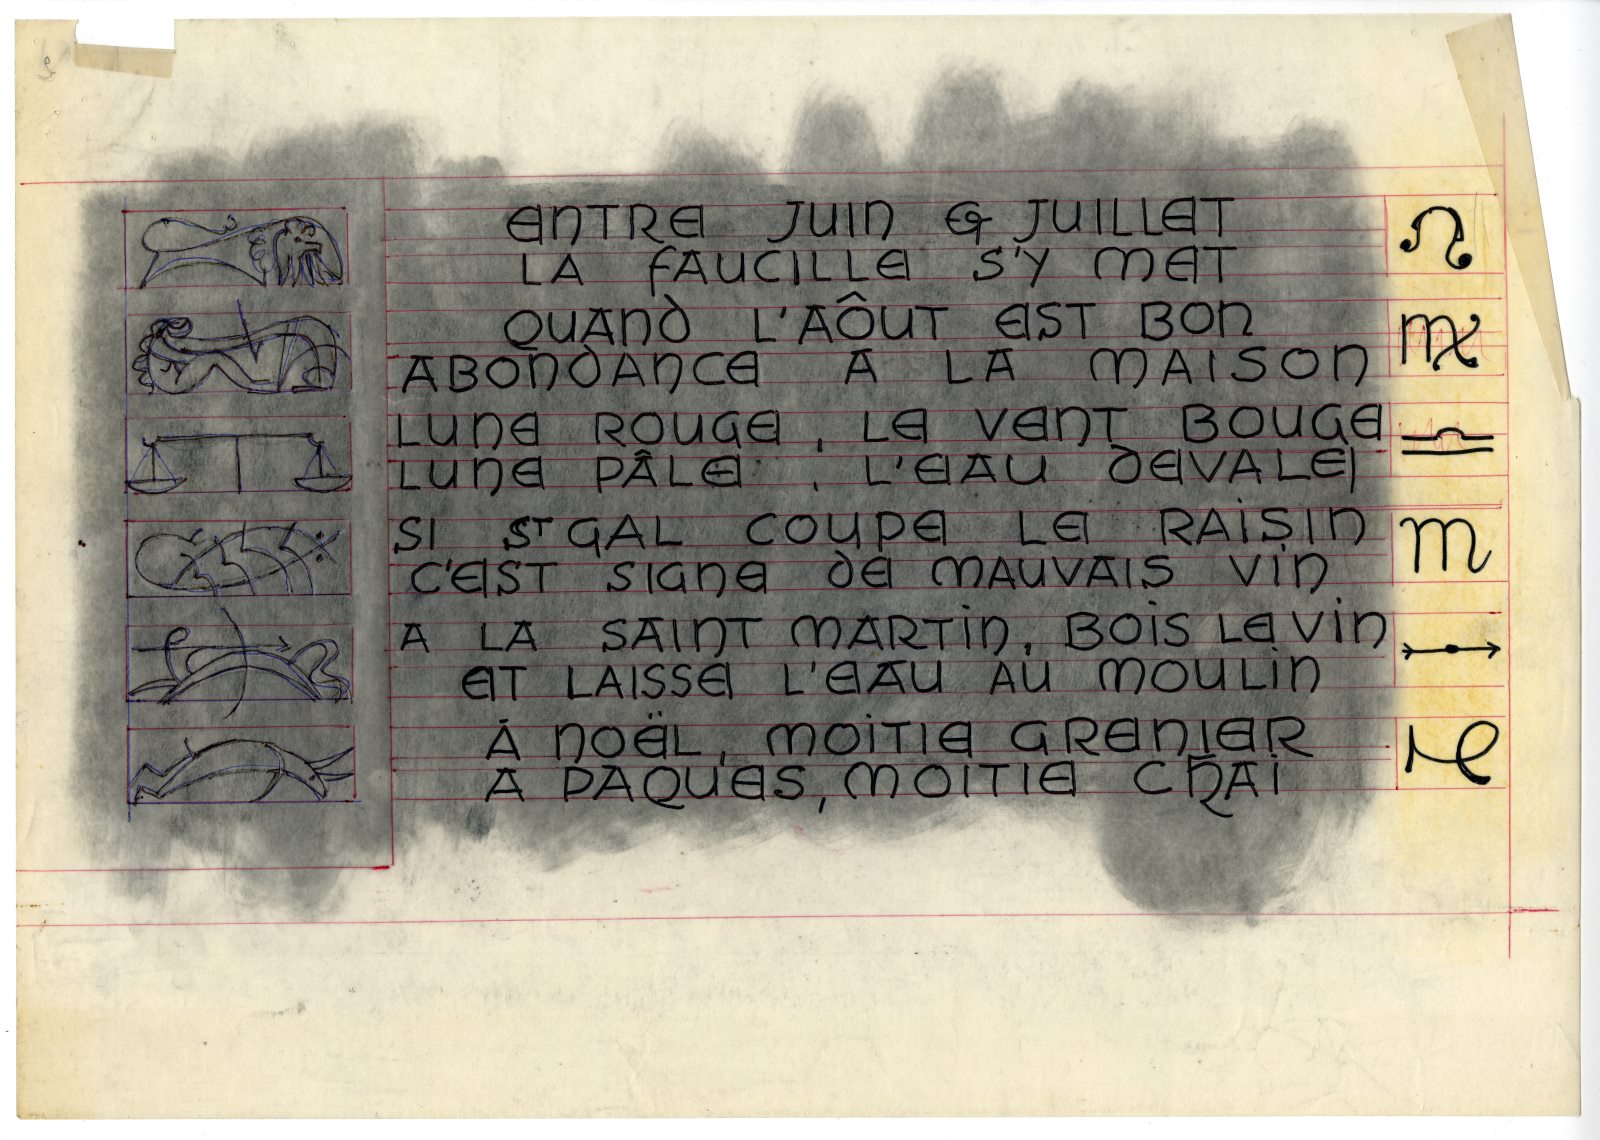 ENTRE JUIN & JUILLET
LA FAUCILLE S'Y MET
QUAND L'AÔUT EST BON
ABONDANCE A LA MAISON
LUNE ROUGE, LE VENT BOUGE
LUNE PÂLE, L'EAU DEVALE
SI ST GAL COUPE LE RAISIN
C'EST SIGNE DE MAUVAIS VIN
A LA SAINT MARTIN, BOIS LE VIN
ET LAISSE L'EAU AU MOULIN
À NOËL, MOITIE GRENIER
A PAQUES, MOITIE CHAI